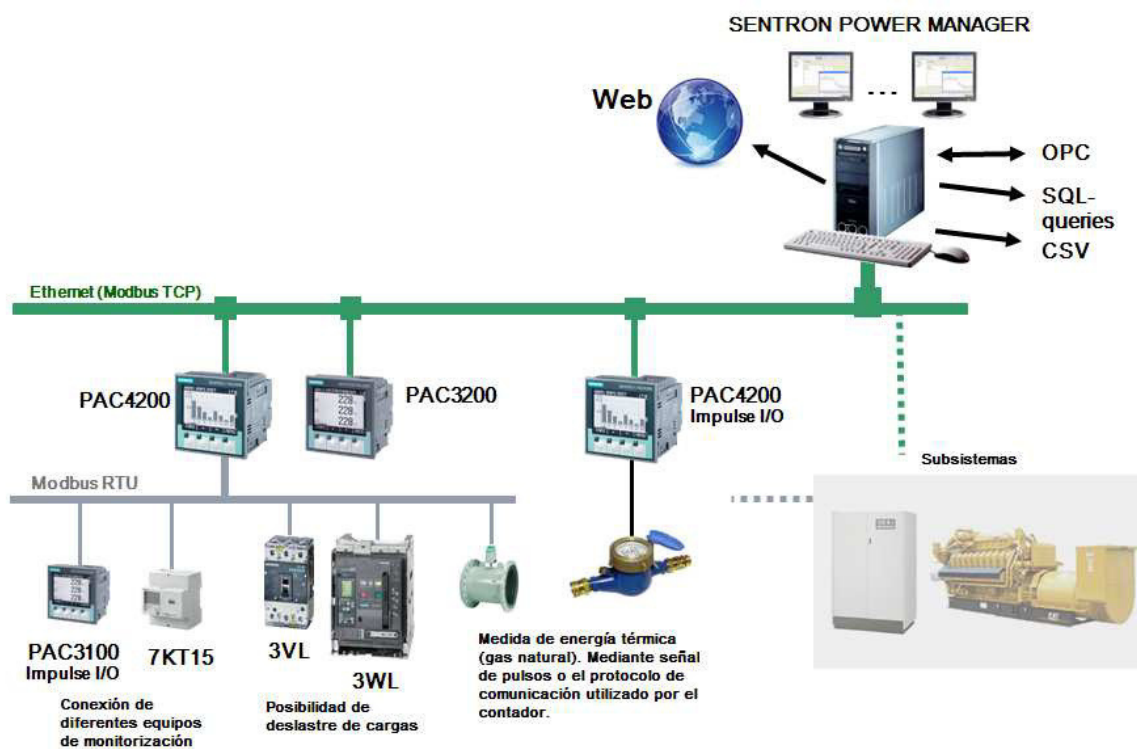 SENTRON POWER MANAGER
Web
...
OPC
SQL-
queries
CSV
Ethernet (Modbus TCP)
PAC4200
PAC3200
PAC4200
Impulse I/O
Subsistemas
Modbus RTU
PAC3100
Impulse I/O
7KT15
3VL
3WL
Conexión de
diferentes equipos
de monitorización
Posibilidad de
deslastre de cargas
Medida de energía térmica
(gas natural). Mediante señal
de pulsos o el protocolo de
comunicación utilizado por el
contador.